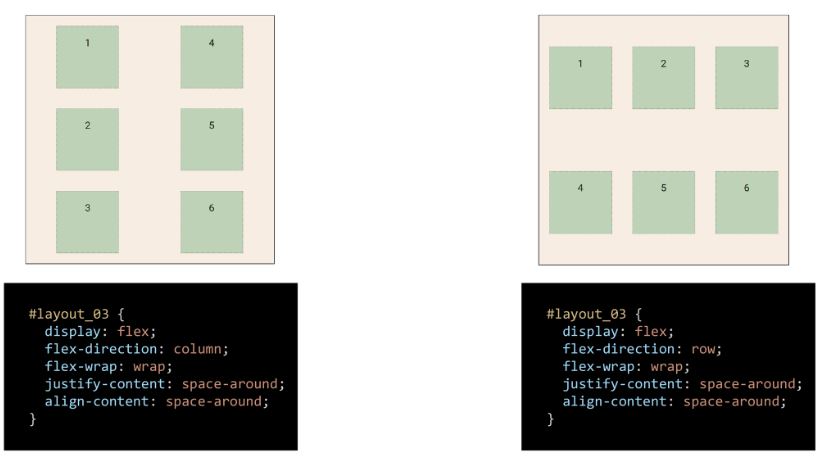 1 4
2 5
3 6
#layout_03 {
display: flex;
flex-direction: column;
flex-wrap: wrap;
justify-content: space-around;
align-content: space-around;
}
1 2 3
4 5 6
#layout_03 {
display: flex;
flex-direction: row;
flex-wrap: wrap;
justify-content: space-around;
align-content: space-around;
}